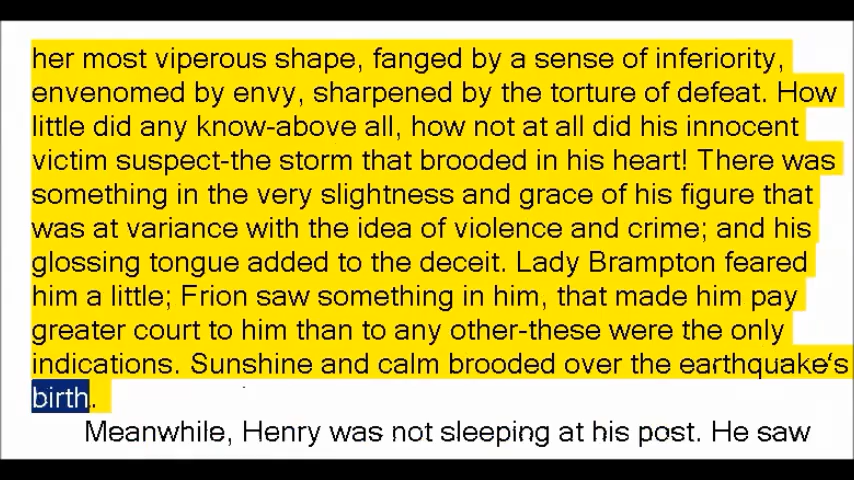 her most viperous shape, fanged by a sense of inferiority,
envenomed by envy, sharpened by the torture of defeat. How
little did any know-above all, how not at all did his innocent
victim suspect-the storm that brooded in his heart! There was
something in the very slightness and grace of his figure that
was at variance with the idea of violence and crime; and his
glossing tongue added to the deceit. Lady Brampton feared
him a little; Frion saw something in him, that made him pay
greater court to him than to any other-these were the only
indications. Sunshine and calm brooded over the earthquake's
birth.
Meanwhile, Henry was not sleeping at his post. He saw